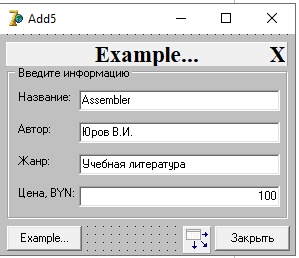 Add5
Example... X
Введите информацию
Название: Assembler
Автор: Юров В.И.
Жанр: Учебная литература
Цена, BYN: 100
Example... Закрыть